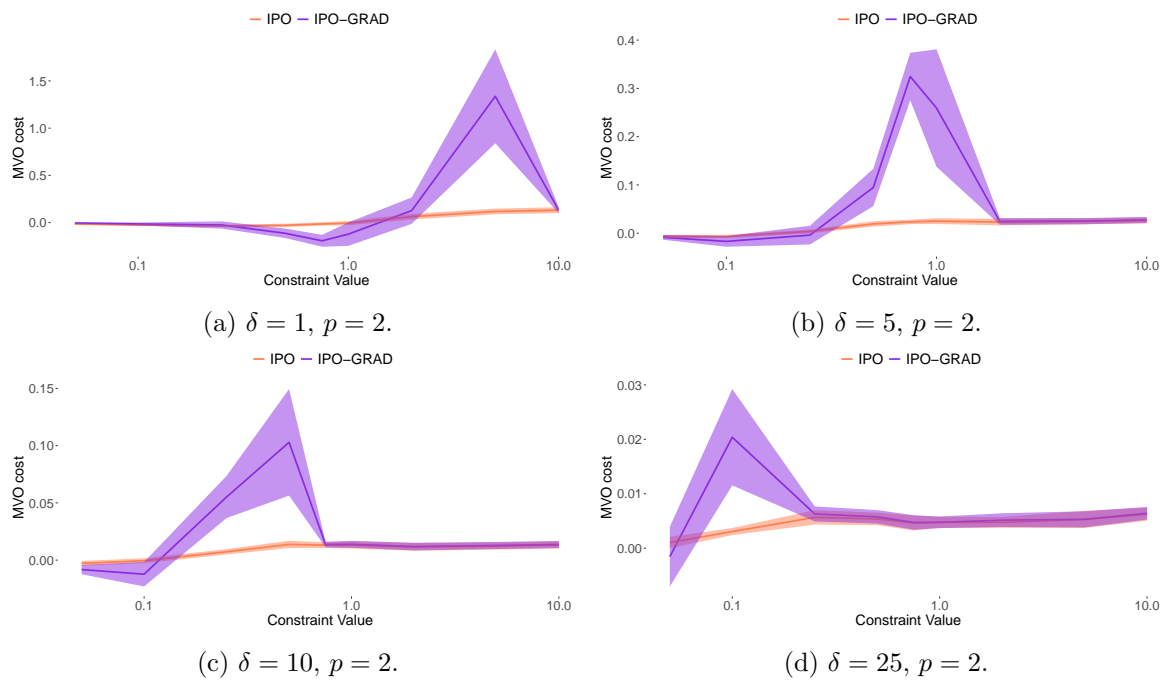 IPO IPO−GRAD
MVO cost
1.5
1.0
0.5
0.0
0.1 1.0 10.0
Constraint Value
(a) δ = 1, p = 2.
IPO IPO−GRAD
MVO cost
0.4
0.3
0.2
0.1
0.0
0.1 1.0 10.0
Constraint Value
(b) δ = 5, p = 2.
IPO IPO−GRAD
MVO cost
0.15
0.10
0.05
0.00
0.1 1.0 10.0
Constraint Value
(c) δ = 10, p = 2.
IPO IPO−GRAD
MVO cost
0.03
0.02
0.01
0.00
0.1 1.0 10.0
Constraint Value
(d) δ = 25, p = 2.